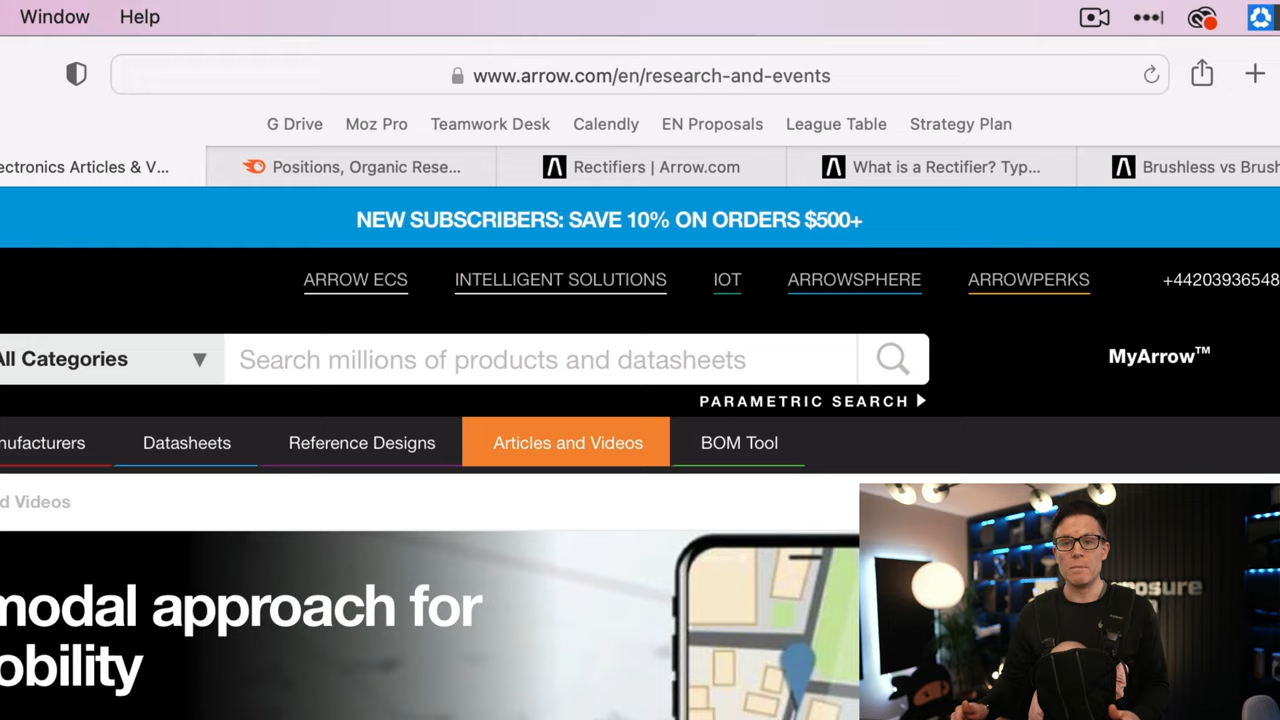 Window Help
www.arrow.com/en/research-and-events
G Drive Moz Pro Teamwork Desk Calendly EN Proposals League Table Strategy Plan
ectronics Articles & V... Positions, Organic Rese... Rectifiers | Arrow.com What is a Rectifier? Typ... Brushless vs Brush
NEW SUBSCRIBERS: SAVE 10% ON ORDERS $500+
ARROW ECS INTELLIGENT SOLUTIONS IOT ARROWSPHERE ARROWPERKS +44203936548
All Categories Search millions of products and datasheets MyArrow™
PARAMETRIC SEARCH
nufacturers Datasheets Reference Designs Articles and Videos BOM Tool
d Videos
modal approach for
obility
posure